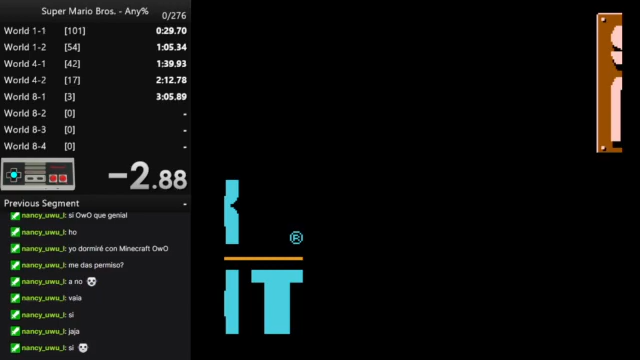 Super Mario Bros. - Any%
0/276
World 1-1 [101] 0:29.70
World 1-2 [54] 1:05.34
World 4-1 [42] 1:39.93
World 4-2 [17] 2:12.78
World 8-1 [3] 3:05.89
World 8-2 [0] -
World 8-3 [0] -
World 8-4 [0] -
−2.88
Previous Segment -
nancy_uwu_l: si OwO que genial
nancy_uwu_l: ho
nancy_uwu_l: yo dormiré con Minecraft OwO
nancy_uwu_l: me das permiso?
nancy_uwu_l: a no 💀
nancy_uwu_l: vaia
nancy_uwu_l: si
nancy_uwu_l: jaja
nancy_uwu_l: si 💀
®
IT